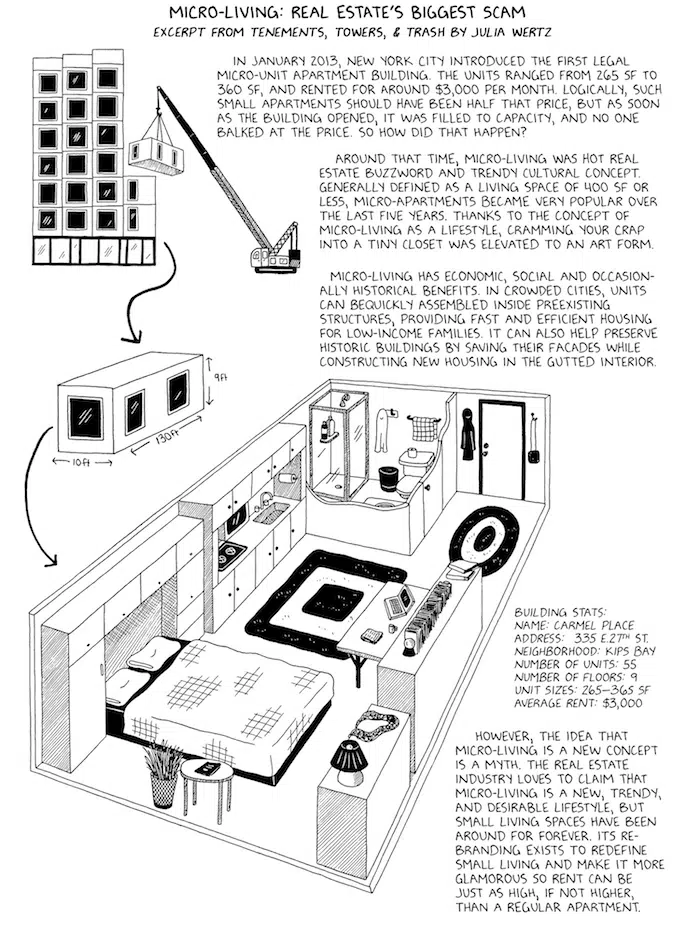 MICRO-LIVING: REAL ESTATE'S BIGGEST SCAM
EXCERPT FROM TENEMENTS, TOWERS, & TRASH BY JULIA WERTZ
IN JANUARY 2013, NEW YORK CITY INTRODUCED THE FIRST LEGAL
MICRO-UNIT APARTMENT BUILDING. THE UNITS RANGED FROM 265 SF TO
360 SF, AND RENTED FOR AROUND $3,000 PER MONTH. LOGICALLY, SUCH
SMALL APARTMENTS SHOULD HAVE BEEN HALF THAT PRICE, BUT AS SOON
AS THE BUILDING OPENED, IT WAS FILLED TO CAPACITY, AND NO ONE
BALKED AT THE PRICE. SO HOW DID THAT HAPPEN?
AROUND THAT TIME, MICRO-LIVING WAS HOT REAL
ESTATE BUZZWORD AND TRENDY CULTURAL CONCEPT.
GENERALLY DEFINED AS A LIVING SPACE OF 400 SF OR
LESS, MICRO-APARTMENTS BECAME VERY POPULAR OVER
THE LAST FIVE YEARS. THANKS TO THE CONCEPT OF
MICRO-LIVING AS A LIFESTYLE, CRAMMING YOUR CRAP
INTO A TINY CLOSET WAS ELEVATED TO AN ART FORM.
MICRO-LIVING HAS ECONOMIC, SOCIAL AND OCCASION-
ALLY HISTORICAL BENEFITS. IN CROWDED CITIES, UNITS
CAN BEQUICKLY ASSEMBLED INSIDE PREEXISTING
STRUCTURES, PROVIDING FAST AND EFFICIENT HOUSING
FOR LOW-INCOME FAMILIES. IT CAN ALSO HELP PRESERVE
HISTORIC BUILDINGS BY SAVING THEIR FACADES WHILE
CONSTRUCTING NEW HOUSING IN THE GUTTED INTERIOR.
9FT
130FT
10FT
BUILDING STATS:
NAME: CARMEL PLACE
ADDRESS: 335 E.27TH ST.
NEIGHBORHOOD: KIPS BAY
NUMBER OF UNITS: 55
NUMBER OF FLOORS: 9
UNIT SIZES: 265-365 SF
AVERAGE RENT: $3,000
HOWEVER, THE IDEA THAT
MICRO-LIVING IS A NEW CONCEPT
IS A MYTH. THE REAL ESTATE
INDUSTRY LOVES TO CLAIM THAT
MICRO-LIVING IS A NEW, TRENDY,
AND DESIRABLE LIFESTYLE, BUT
SMALL LIVING SPACES HAVE BEEN
AROUND FOR FOREVER. ITS RE-
BRANDING EXISTS TO REDEFINE
SMALL LIVING AND MAKE IT MORE
GLAMOROUS SO RENT CAN BE
JUST AS HIGH, IF NOT HIGHER,
THAN A REGULAR APARTMENT.